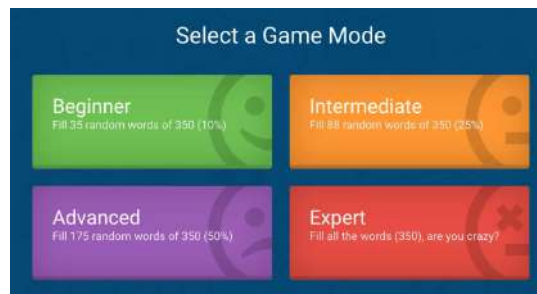 Select a Game Mode
Beginner
Fill 35 random words of 350 (10%)
Intermediate
Fill 88 random words of 350 (25%)
Advanced
Fill 175 random words of 350 (50%)
Expert
Fill all the words (350), are you crazy?